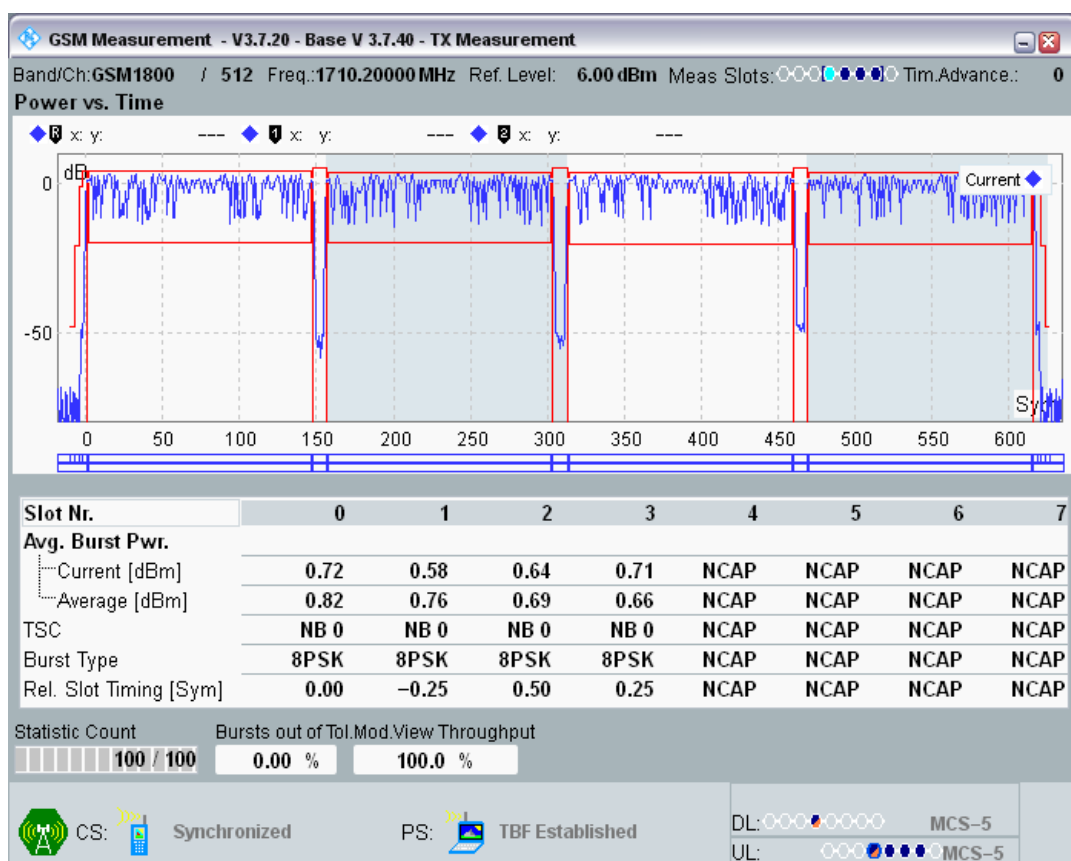 GSM Measurement - V3.7.20 - Base V 3.7.40 - TX Measurement
Band/Ch:GSM1800 / 512 Freq.:1710.20000 MHz Ref. Level: 6.00 dBm Meas Slots: Tim.Advance.: 0
Power vs. Time
R x: y: --- 1 x: y: --- 2 x: y: ---
dB
Current
0
-50
Sym
0 50 100 150 200 250 300 350 400 450 500 550 600
Slot Nr. 0 1 2 3 4 5 6 7
Avg. Burst Pwr.
Current [dBm] 0.72 0.58 0.64 0.71 NCAP NCAP NCAP NCAP
Average [dBm] 0.82 0.76 0.69 0.66 NCAP NCAP NCAP NCAP
TSC NB 0 NB 0 NB 0 NB 0 NCAP NCAP NCAP NCAP
Burst Type 8PSK 8PSK 8PSK 8PSK NCAP NCAP NCAP NCAP
Rel. Slot Timing [Sym] 0.00 −0.25 0.50 0.25 NCAP NCAP NCAP NCAP
Statistic Count Bursts out of Tol. Mod.View Throughput
100 / 100 0.00 % 100.0 %
CS: Synchronized PS: TBF Established DL: MCS−5
UL: MCS−5